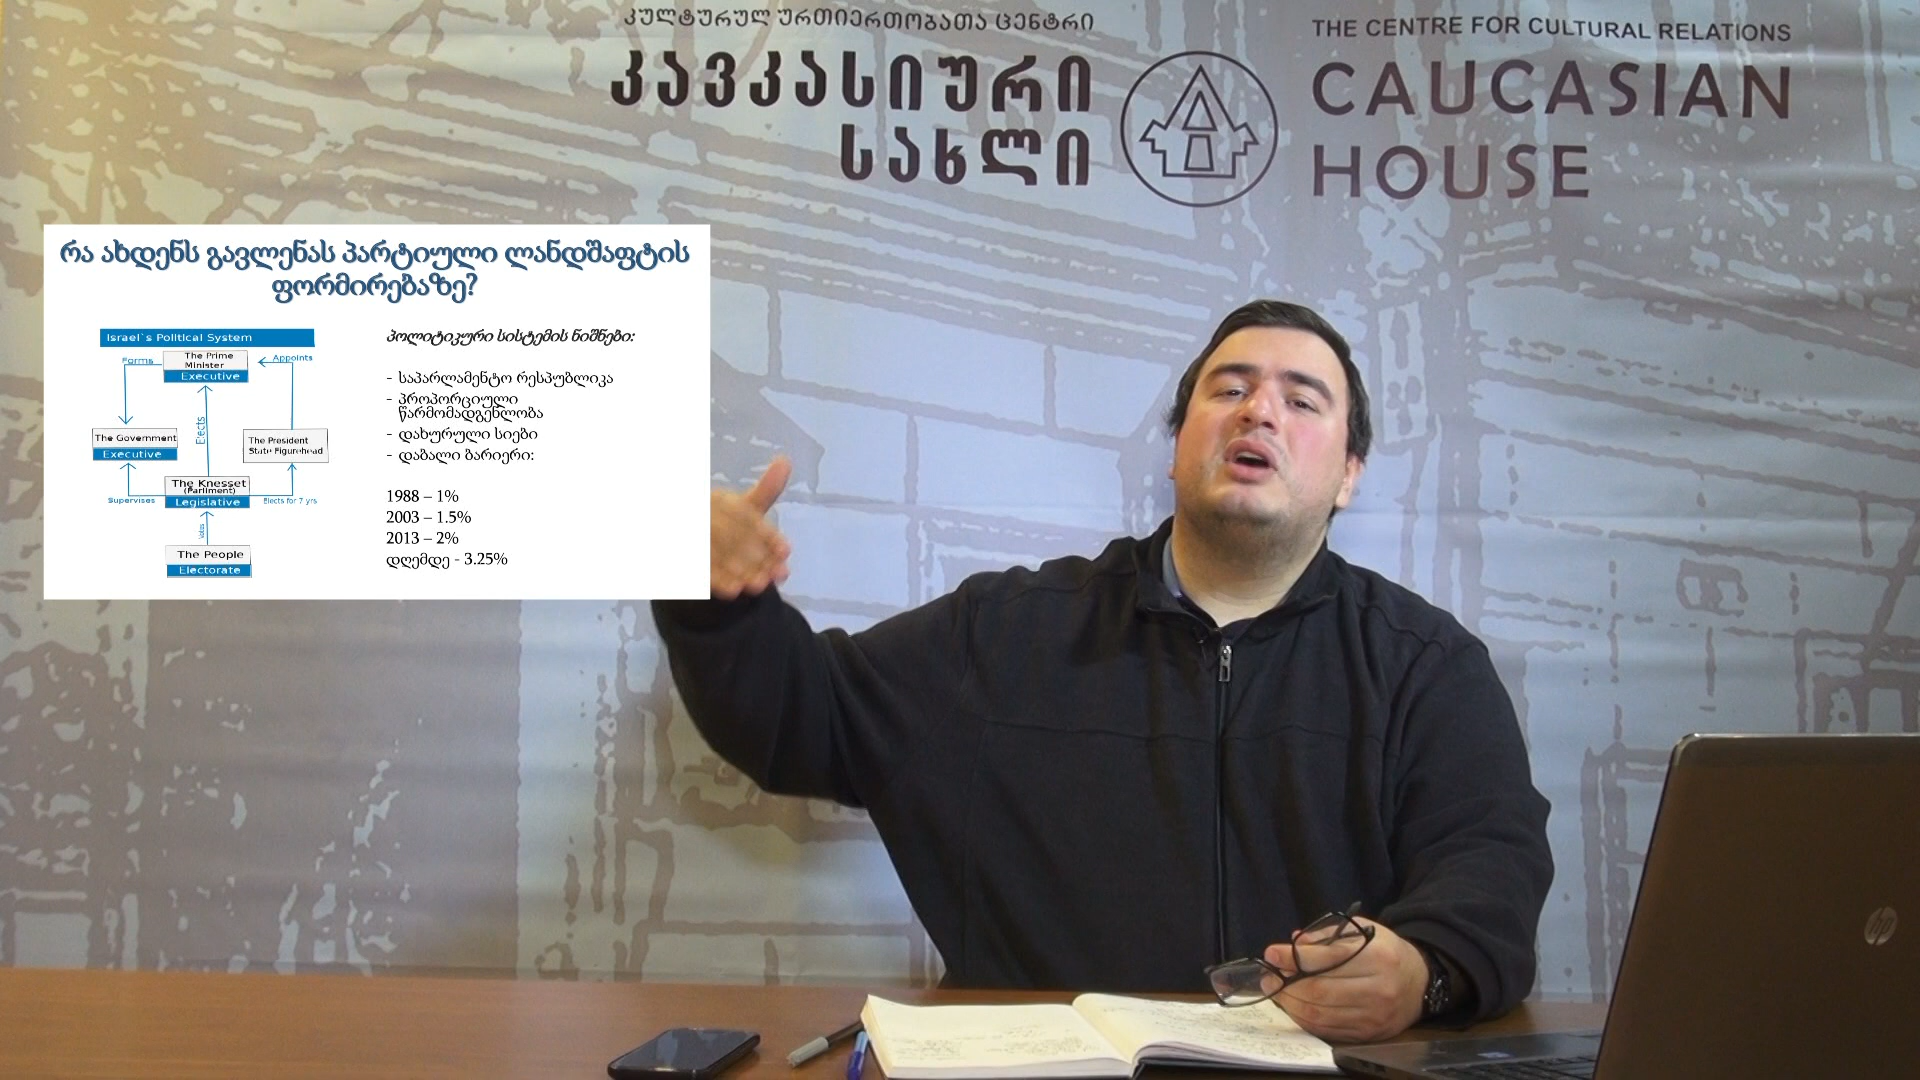 კულტურულ ურთიერთობათა ცენტრი
კავკასიური
სახლი
THE CENTRE FOR CULTURAL RELATIONS
CAUCASIAN
HOUSE
რა ახდენს გავლენას პარტიული ლანდშაფტის
ფორმირებაზე?
Israel`s Political System
Forms
The Prime
Minister
Executive
Appoints
Elects
The Government
Executive
The President
State Figurehead
The Knesset
(Parliment)
Legislative
Supervises
Elects for 7 yrs
Votes
The People
Electorate
პოლიტიკური სისტემის ნიშნები:
- საპარლამენტო რესპუბლიკა
- პროპორციული
წარმომადგენლობა
- დახურული სიები
- დაბალი ბარიერი:
1988 – 1%
2003 – 1.5%
2013 – 2%
დღემდე - 3.25%
hp